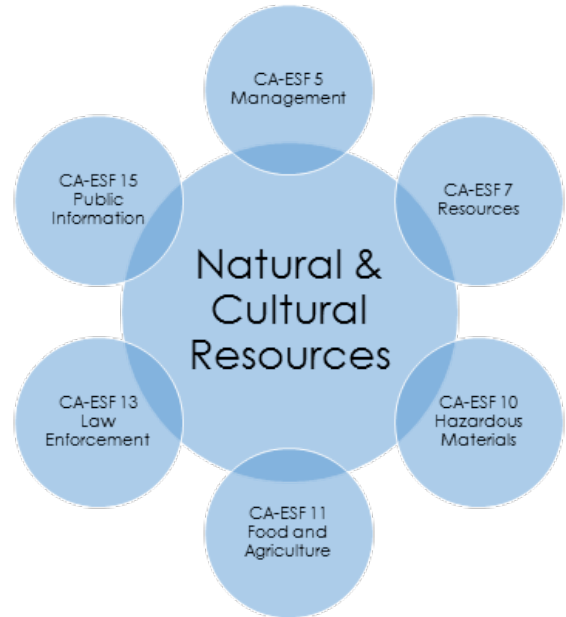 CA-ESF 5
Management
CA-ESF 15
Public
Information
CA-ESF 7
Resources
Natural &
Cultural
Resources
CA-ESF 13
Law
Enforcement
CA-ESF 10
Hazardous
Materials
CA-ESF 11
Food and
Agriculture